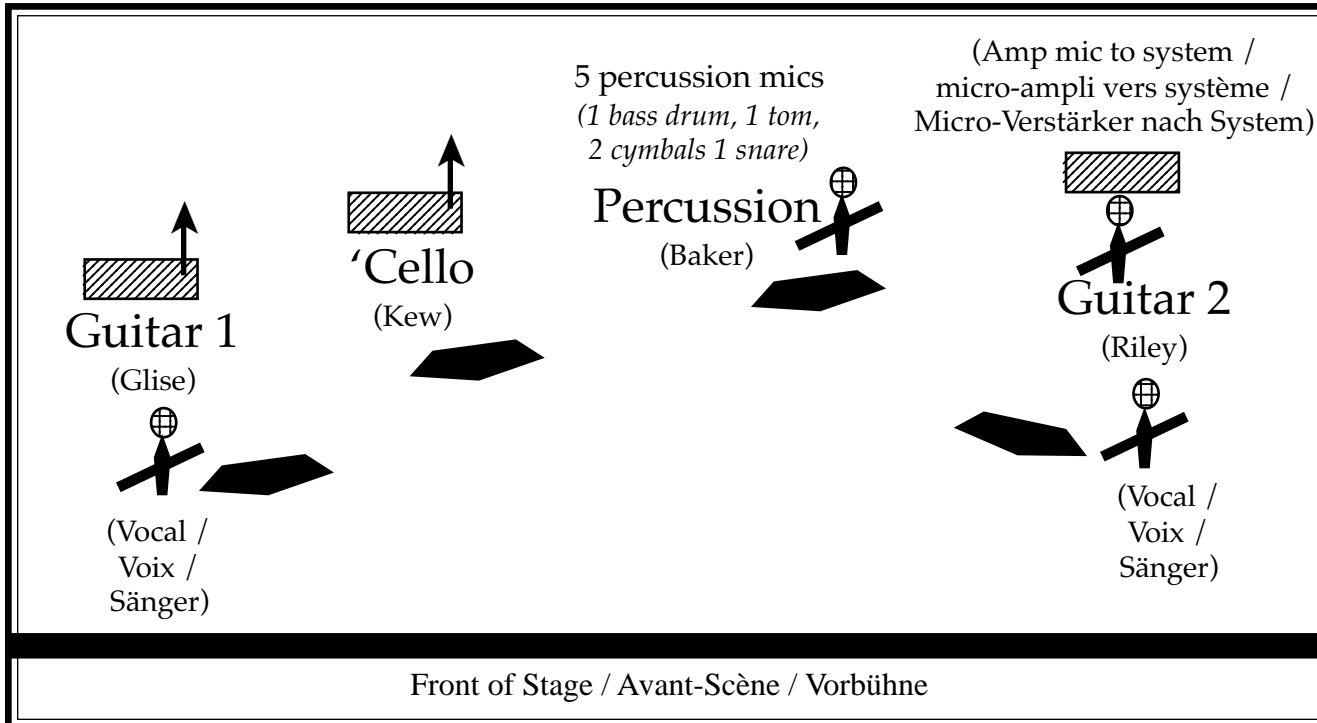 (Amp mic to system /
micro-ampli vers système /
Micro-Verstärker nach System)
5 percussion mics
(1 bass drum, 1 tom,
2 cymbals 1 snare)
Percussion
(Baker)
‘Cello
(Kew)
Guitar 1
(Glise)
Guitar 2
(Riley)
(Vocal /
Voix /
Sänger)
(Vocal /
Voix /
Sänger)
Front of Stage / Avant-Scène / Vorbühne